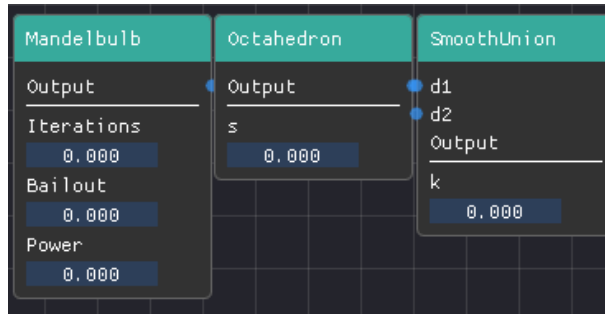 Mandelbulb
Output
Iterations
0.000
Bailout
0.000
Power
0.000
Octahedron
Output
s
0.000
SmoothUnion
d1
d2
Output
k
0.000